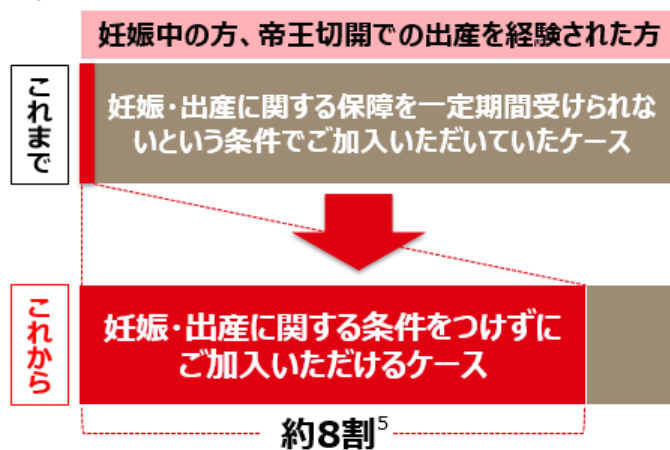 妊娠中の方、帝王切開での出産を経験された方
これまで
妊娠・出産に関する保障を一定期間受けられな
いという条件でご加入いただいていたケース
これから
妊娠・出産に関する条件をつけずに
ご加入いただけるケース
約8割5